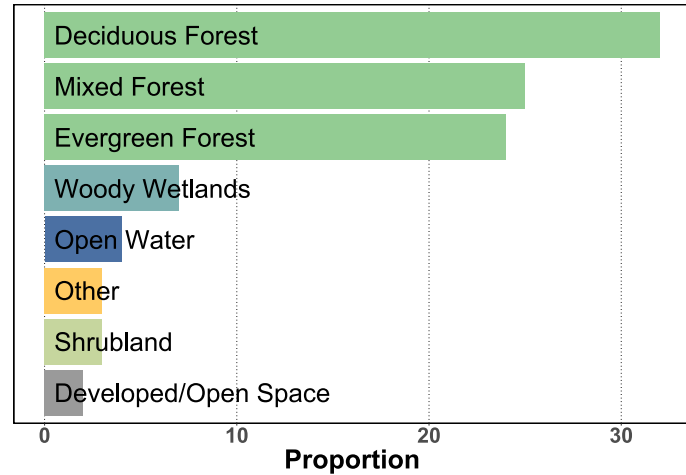 Deciduous Forest
Mixed Forest
Evergreen Forest
Woody Wetlands
Open Water
Other
Shrubland
Developed/Open Space
0 10 20 30
Proportion